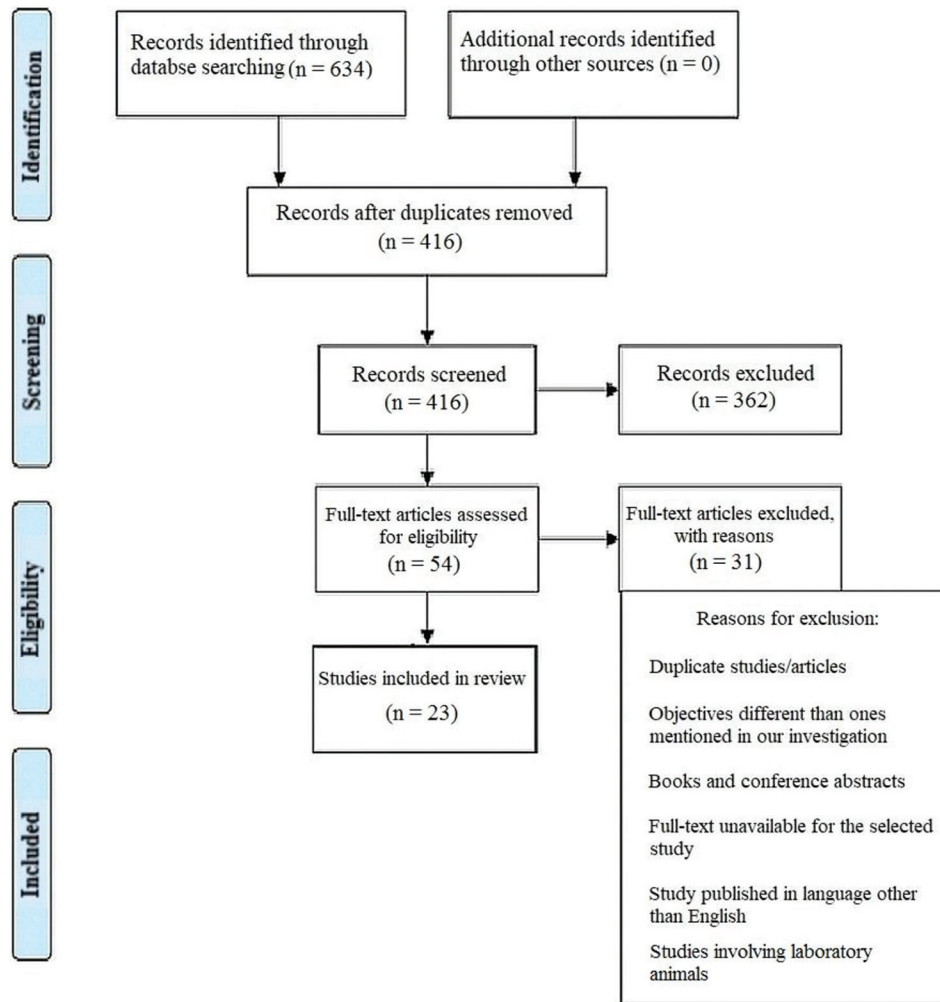 Identification
Records identified through
databse searching (n = 634)
Additional records identified
through other sources (n = 0)
Records after duplicates removed
(n = 416)
Screening
Records screened
(n = 416)
Records excluded
(n = 362)
Eligibility
Full-text articles assessed
for eligibility
(n = 54)
Full-text articles excluded,
with reasons
(n = 31)
Reasons for exclusion:
Duplicate studies/articles
Objectives different than ones
mentioned in our investigation
Books and conference abstracts
Full-text unavailable for the selected
study
Study published in language other
than English
Studies involving laboratory
animals
Studies included in review
(n = 23)
Included